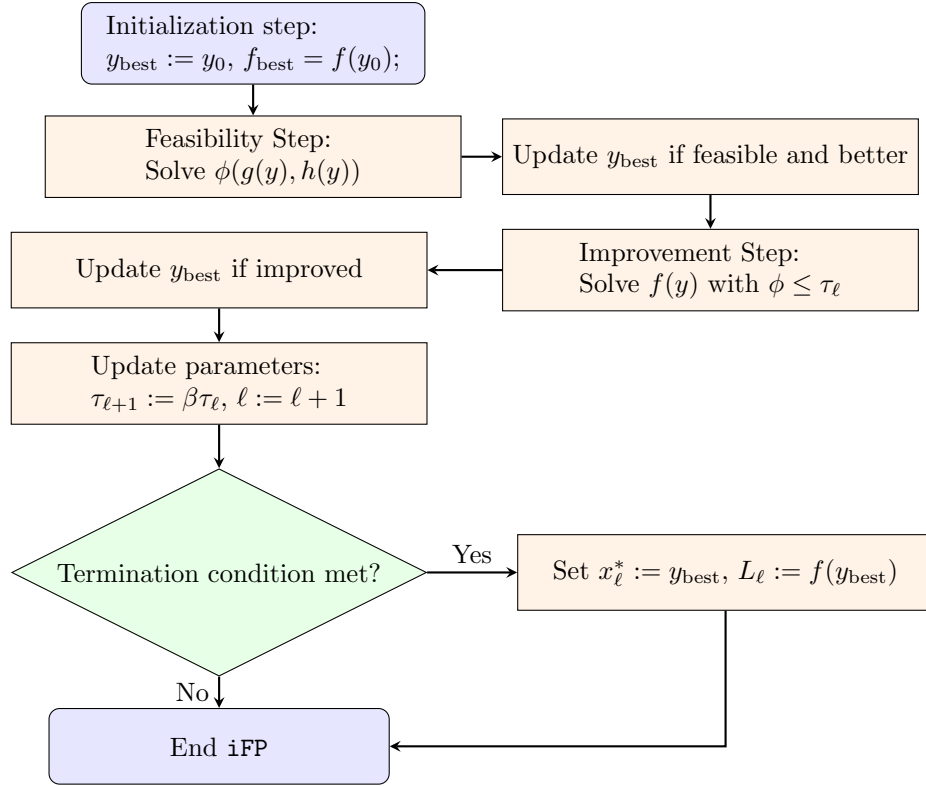 Initialization step:
y_best := y_0, f_best = f(y_0);
Feasibility Step:
Solve ϕ(g(y), h(y))
Update y_best if feasible and better
Improvement Step:
Solve f(y) with ϕ ≤ τ_ℓ
Update y_best if improved
Update parameters:
τ_{ℓ+1} := βτ_ℓ, ℓ := ℓ + 1
Termination condition met?
Yes
Set x*_ℓ := y_best, L_ℓ := f(y_best)
No
End iFP